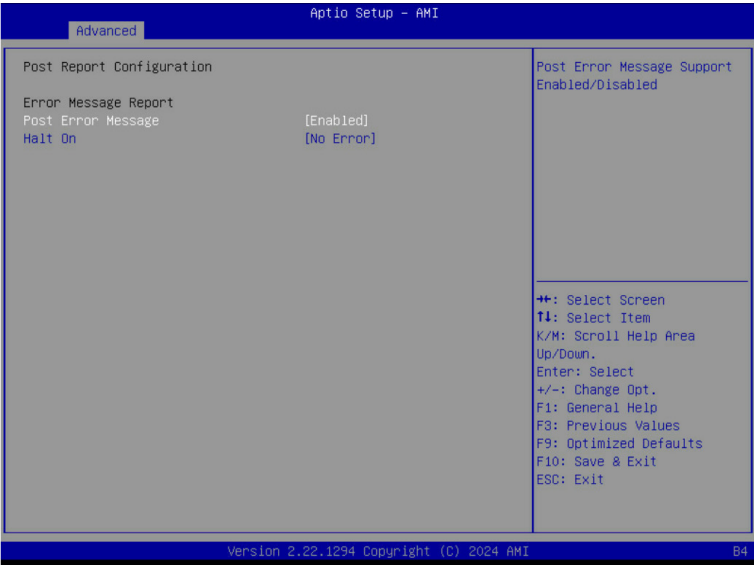 Aptio Setup – AMI
Advanced
Post Report Configuration
Error Message Report
Post Error Message [Enabled]
Halt On [No Error]
Post Error Message Support
Enabled/Disabled
→←: Select Screen
↑↓: Select Item
K/M: Scroll Help Area
Up/Down.
Enter: Select
+/-: Change Opt.
F1: General Help
F3: Previous Values
F9: Optimized Defaults
F10: Save & Exit
ESC: Exit
Version 2.22.1294 Copyright (C) 2024 AMI
B4